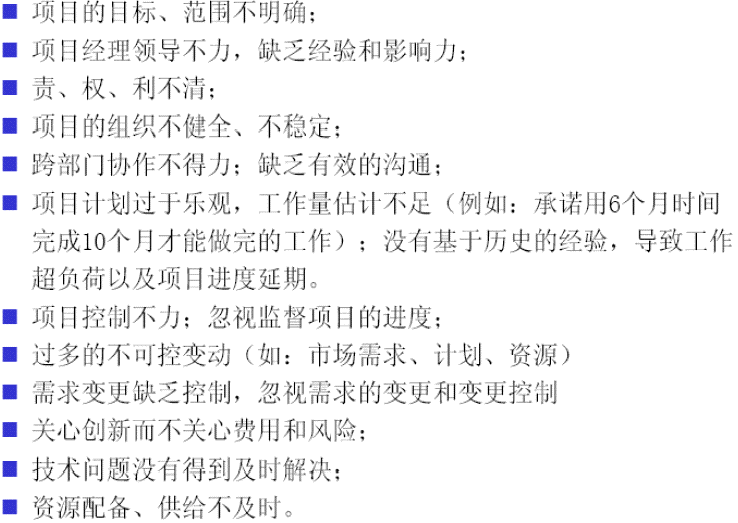 ■ 项目的目标、范围不明确；
■ 项目经理领导不力，缺乏经验和影响力；
■ 责、权、利不清；
■ 项目的组织不健全、不稳定；
■ 跨部门协作不得力；缺乏有效的沟通；
■ 项目计划过于乐观，工作量估计不足（例如：承诺用6个月时间
完成10个月才能做完的工作）；没有基于历史的经验，导致工作
超负荷以及项目进度延期。
■ 项目控制不力；忽视监督项目的进度；
■ 过多的不可控变动（如：市场需求、计划、资源）
■ 需求变更缺乏控制，忽视需求的变更和变更控制
■ 关心创新而不关心费用和风险；
■ 技术问题没有得到及时解决；
■ 资源配备、供给不及时。